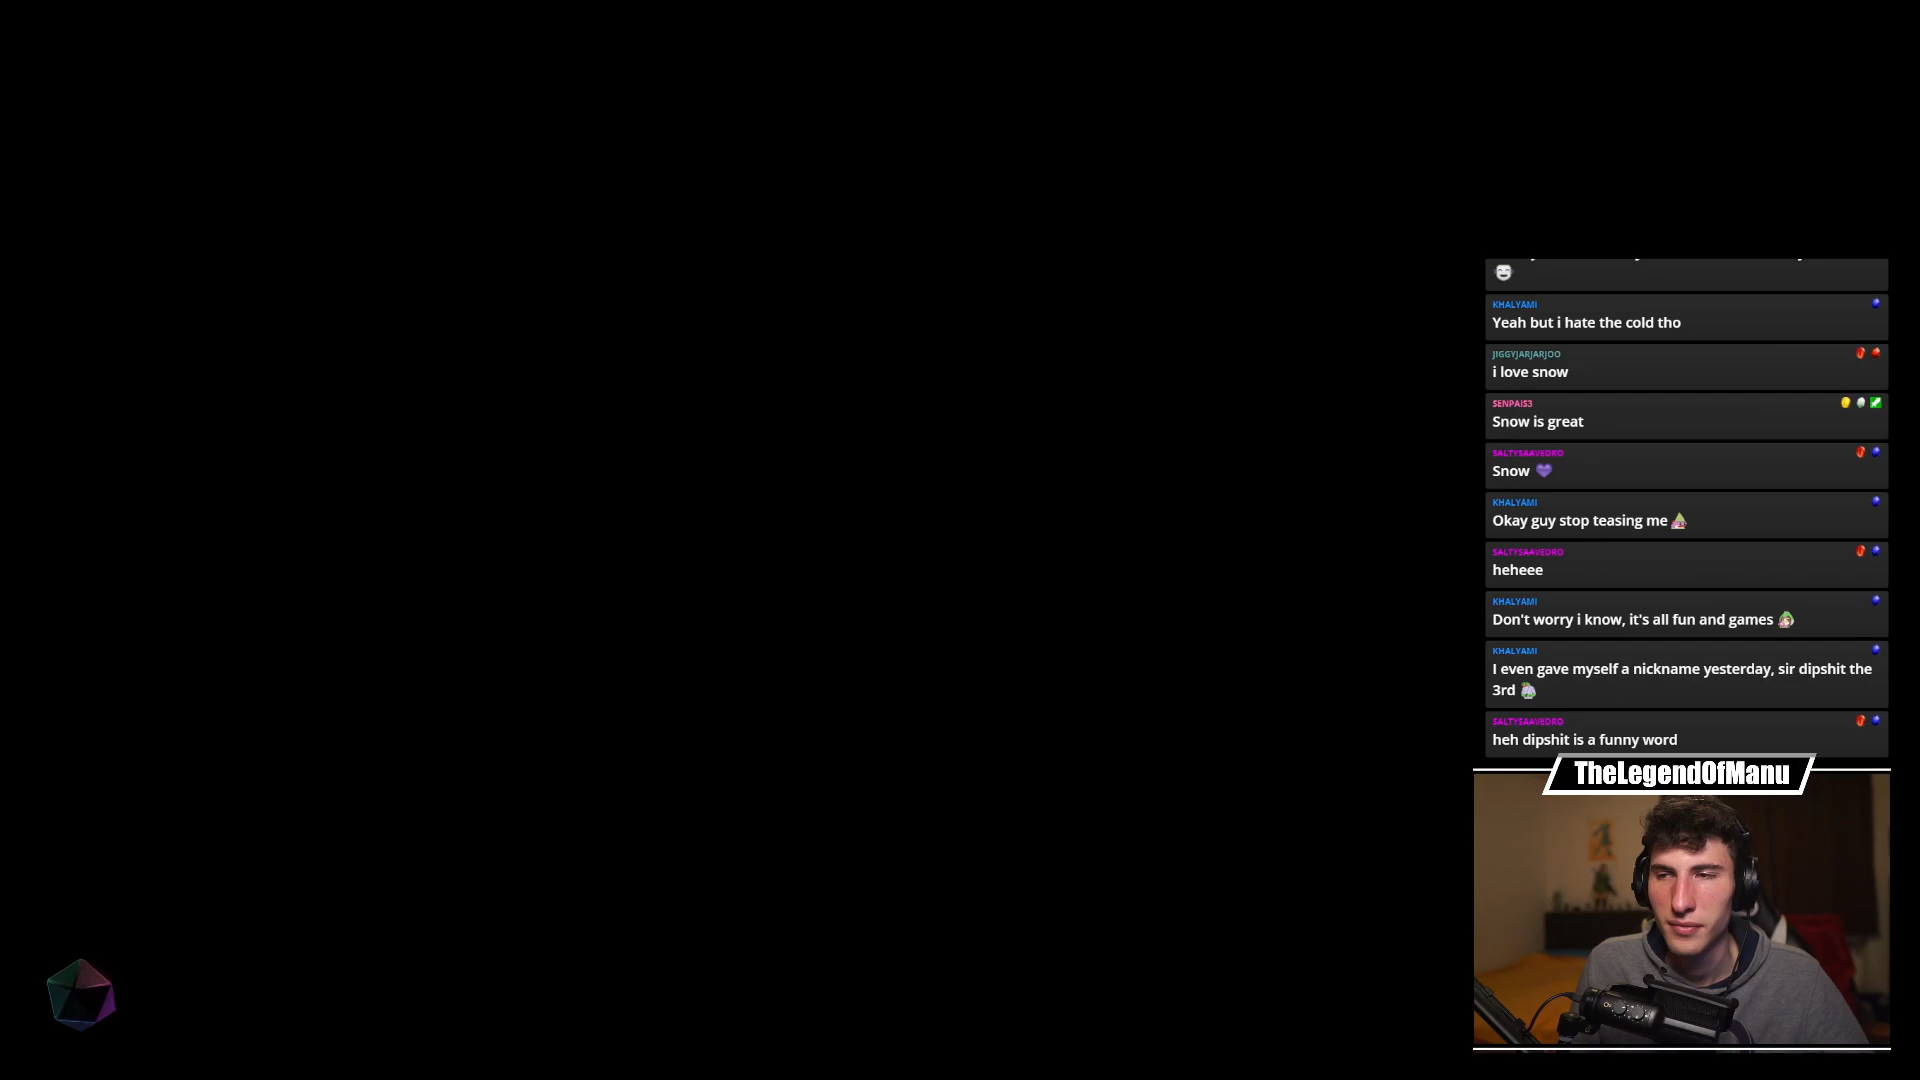 KHALYAMI
Yeah but i hate the cold tho
JIGGYJARJARJOO
i love snow
SENPAIS3
Snow is great
SALTYSAAVEDRO
Snow 💜
KHALYAMI
Okay guy stop teasing me
SALTYSAAVEDRO
heheee
KHALYAMI
Don't worry i know, it's all fun and games
KHALYAMI
I even gave myself a nickname yesterday, sir dipshit the
3rd
SALTYSAAVEDRO
heh dipshit is a funny word
TheLegendOfManu